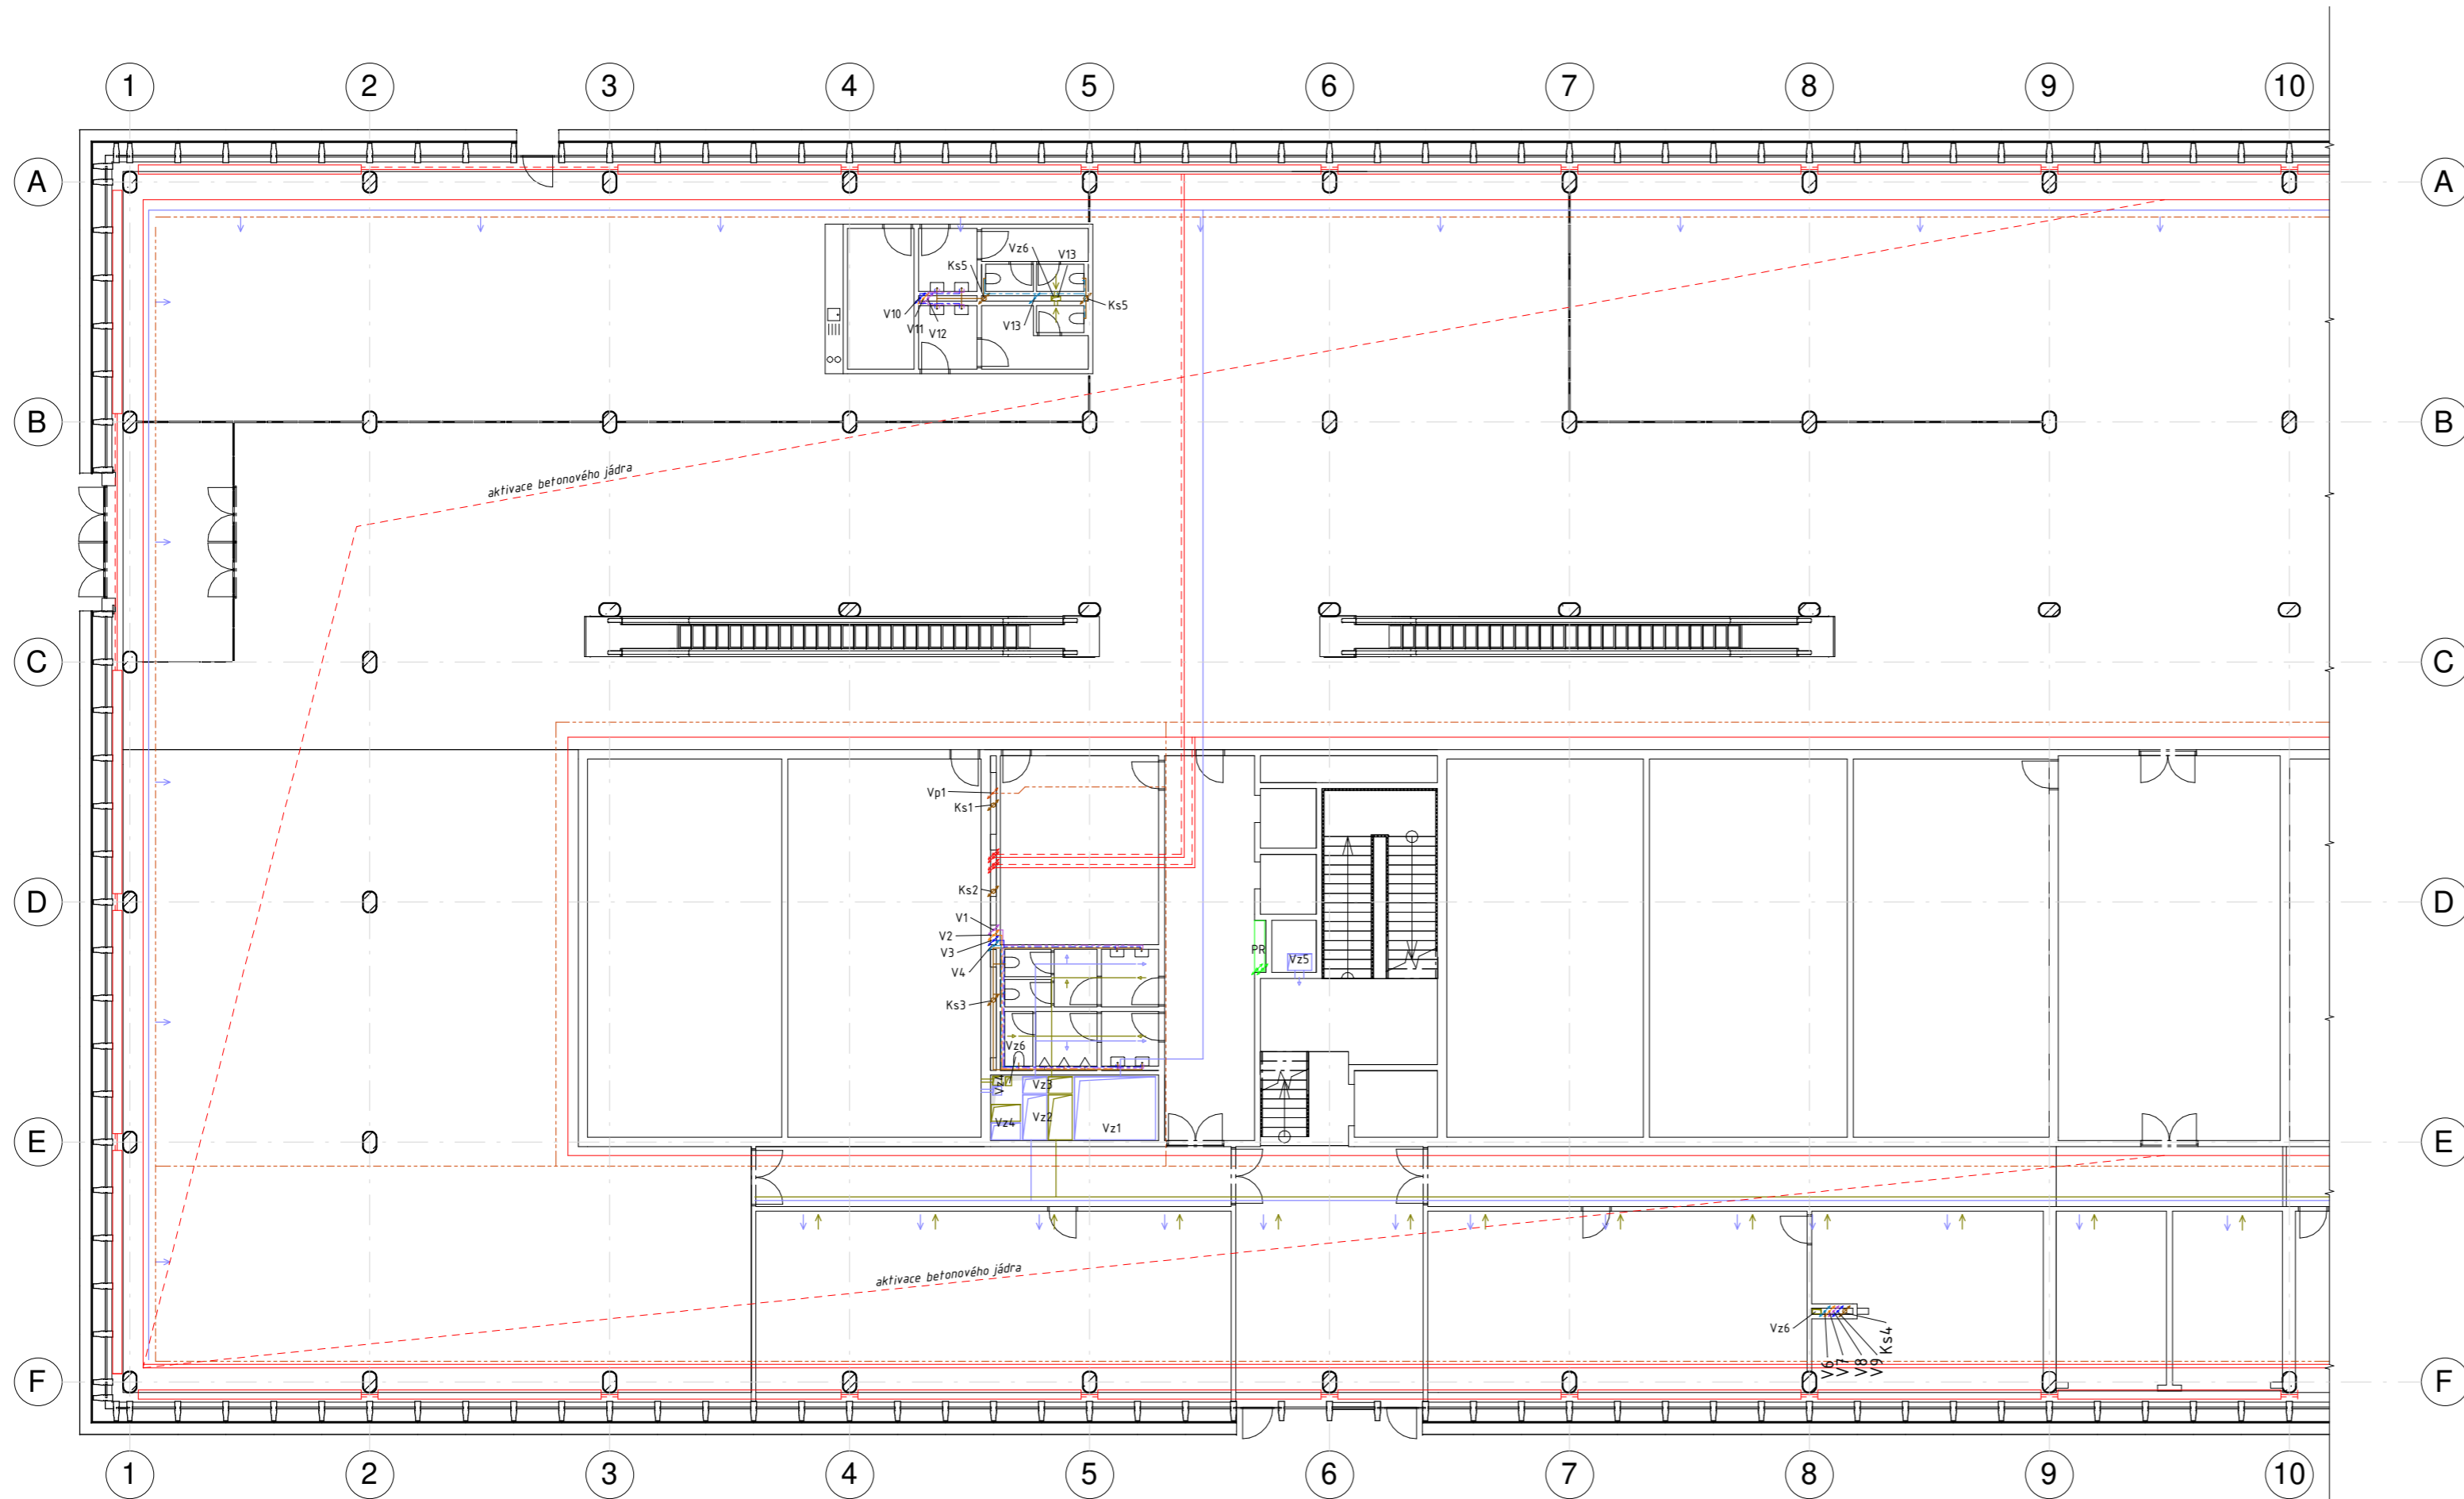 1 2 3 4 5 6 7 8 9 10
A A
Vz6 V13
Ks5
Ks5
V10
V11 V13
V12
B B
aktivace betonového jádra
C C
Vp1
Ks1
Ks2
D D
V1
V2
V3
PR
Vz5
V4
Ks3
Vz6
Vz4 Vz3
Vz4 Vz2 Vz1
E E
aktivace betonového jádra
Vz6
V6 V7 V8 V9 Ks4
F F
1 2 3 4 5 6 7 8 9 10